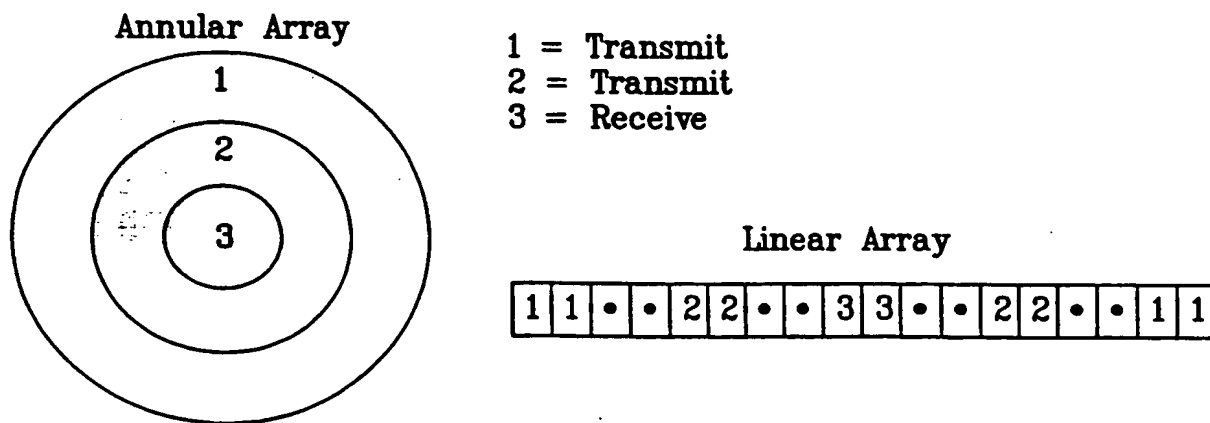 Annular Array
1
2
3
1 = Transmit
2 = Transmit
3 = Receive
Linear Array
1 1 • • 2 2 • • 3 3 • • 2 2 • • 1 1